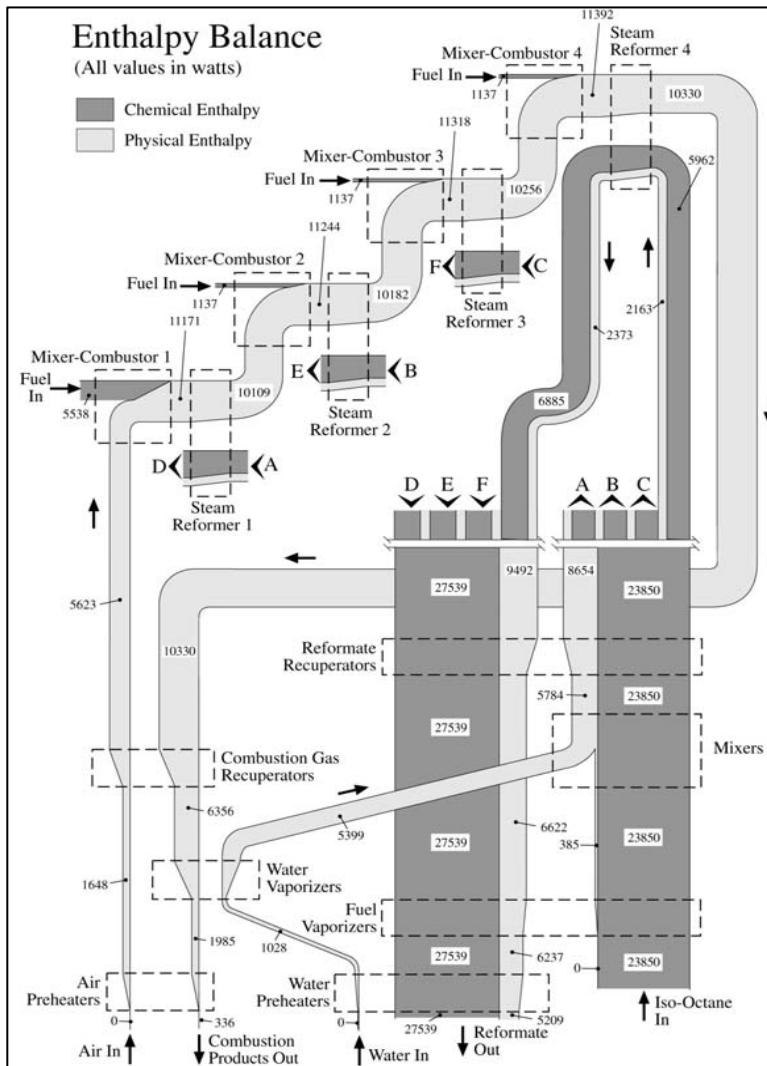 Enthalpy Balance
(All values in watts)
Chemical Enthalpy
Physical Enthalpy
11392
Steam
Reformer 4
Mixer-Combustor 4
Fuel In
1137
10330
11318
Mixer-Combustor 3
Fuel In
1137
10256
5962
11244
F
C
Mixer-Combustor 2
Fuel In
1137
10182
Steam
Reformer 3
2163
2373
11171
E
B
Mixer-Combustor 1
Fuel
In
5538
10109
Steam
Reformer 2
6885
D
A
Steam
Reformer 1
D
E
F
A
B
C
9492
8654
27539
23850
5623
10330
Reformate
Recuperators
5784
23850
27539
Mixers
Combustion Gas
Recuperators
6356
5399
6622
27539
385
23850
1648
Water
Vaporizers
Fuel
Vaporizers
1985
1028
27539
6237
0
23850
Air
Preheaters
Water
Preheaters
0
336
0
27539
5209
Iso-Octane
In
Air In
Combustion
Products Out
Water In
Reformate
Out